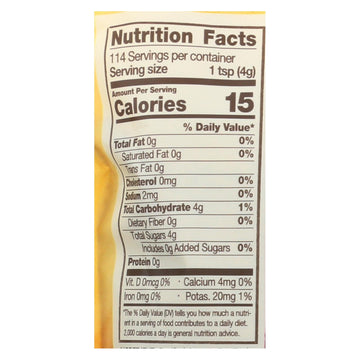 Nutrition Facts
114 Servings per container
Serving size 1 tsp (4g)
Amount Per Serving
Calories 15
% Daily Value*
Total Fat 0g 0%
Saturated Fat 0g 0%
Trans Fat 0g
Cholesterol 0mg 0%
Sodium 2mg 0%
Total Carbohydrate 4g 1%
Dietary Fiber 0g 0%
Total Sugars 4g
Includes 0g Added Sugars 0%
Protein 0g
Vit. D 0mcg 0% • Calcium 4mg 0%
Iron 0mg 0% • Potas. 20mg 1%
*The % Daily Value (DV) tells you how much a nutri-
ent in a serving of food contributes to a daily diet.
2,000 calories a day is general nutrition advice.